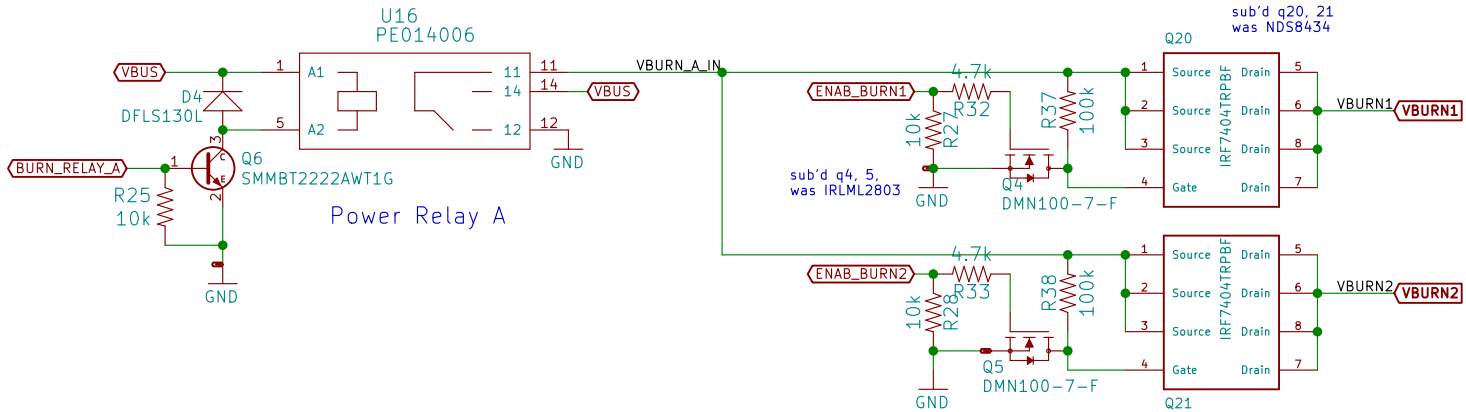 U16
PE014006
VBUS
1
A1
11
11
14
14
VBUS
D4
DFLS130L
5
A2
12
12
GND
3
C
BURN_RELAY_A
1
E
2
Q6
SMMBT2222AWT1G
R25
10k
GND
Power Relay A
VBURN_A_IN
sub'd q20, 21
was NDS8434
Q20
ENAB_BURN1
4.7k
R32
10k
R27
R37
100k
GND
sub'd q4, 5,
was IRLML2803
Q4
DMN100-7-F
1
Source
Drain
5
2
Source
Drain
6
3
Source
Drain
8
4
Gate
Drain
7
IRF7404TRPBF
VBURN1
VBURN1
ENAB_BURN2
4.7k
R33
10k
R28
R38
100k
GND
Q5
DMN100-7-F
1
Source
Drain
5
2
Source
Drain
6
3
Source
Drain
8
4
Gate
Drain
7
IRF7404TRPBF
VBURN2
VBURN2
Q21